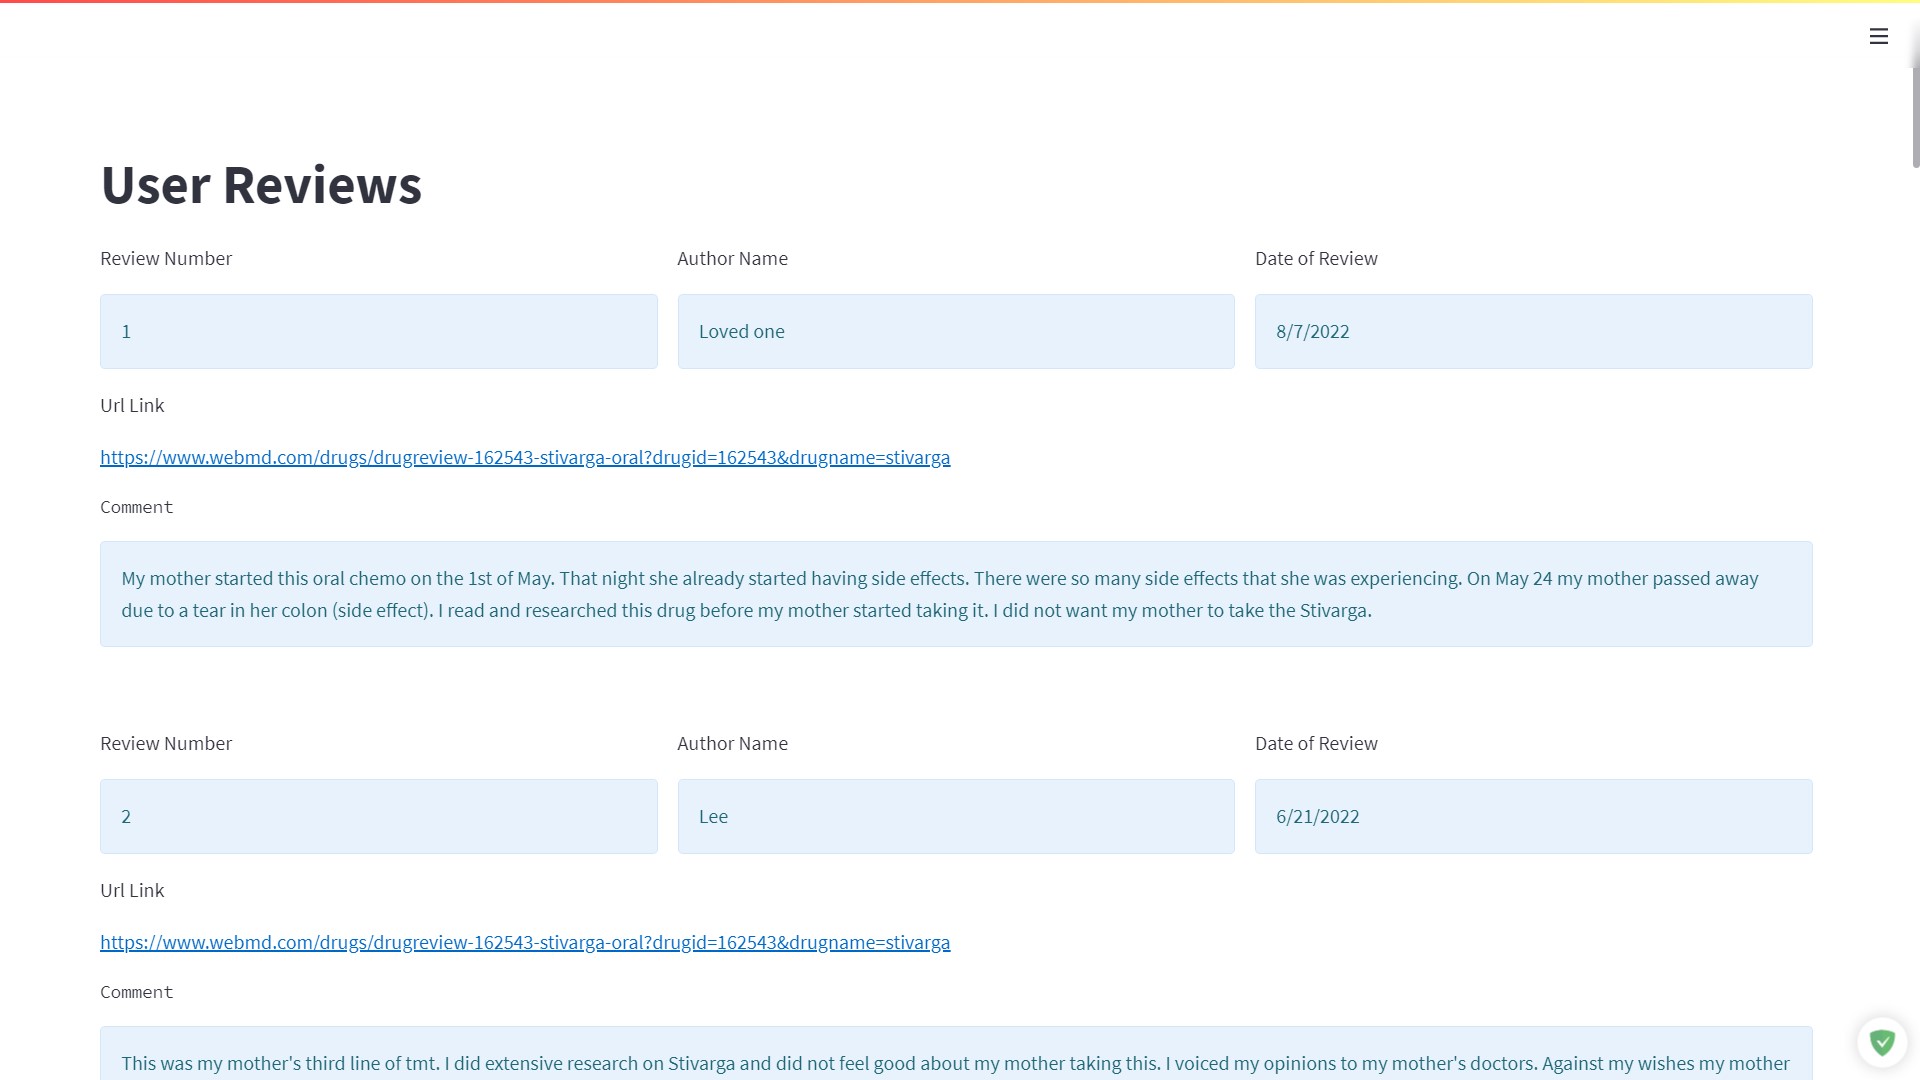 User Reviews
Review Number
Author Name
Date of Review
1
Loved one
8/7/2022
Url Link
https://www.webmd.com/drugs/drugreview-162543-stivarga-oral?drugid=162543&drugname=stivarga
Comment
My mother started this oral chemo on the 1st of May. That night she already started having side effects. There were so many side effects that she was experiencing. On May 24 my mother passed away
due to a tear in her colon (side effect). I read and researched this drug before my mother started taking it. I did not want my mother to take the Stivarga.
Review Number
Author Name
Date of Review
2
Lee
6/21/2022
Url Link
https://www.webmd.com/drugs/drugreview-162543-stivarga-oral?drugid=162543&drugname=stivarga
Comment
This was my mother's third line of tmt. I did extensive research on Stivarga and did not feel good about my mother taking this. I voiced my opinions to my mother's doctors. Against my wishes my mother